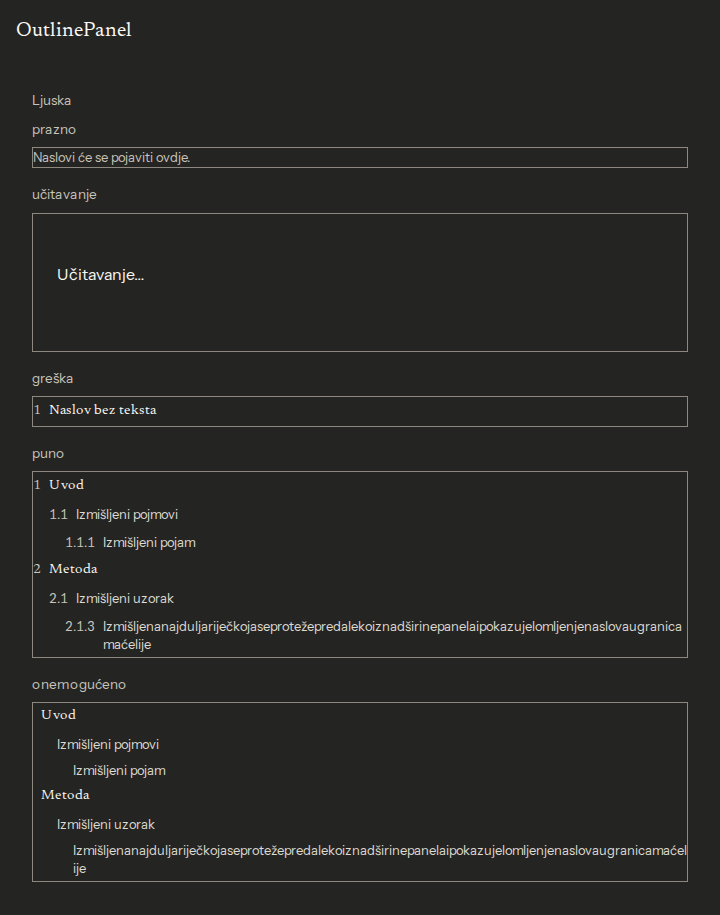 OutlinePanel
Ljuska
prazno
Naslovi će se pojaviti ovdje.
učitavanje
Učitavanje…
greška
1 Naslov bez teksta
puno
1 Uvod
1.1 Izmišljeni pojmovi
1.1.1 Izmišljeni pojam
2 Metoda
2.1 Izmišljeni uzorak
2.1.3 Izmišljenanajduljariječkojaseprotežepredalekoiznadširinepanelaipokazujelomljenjenaslovaugranica
maćelije
onemogućeno
Uvod
Izmišljeni pojmovi
Izmišljeni pojam
Metoda
Izmišljeni uzorak
Izmišljenanajduljariječkojaseprotežepredalekoiznadširinepanelaipokazujelomljenjenaslovaugranicamaćel
ije